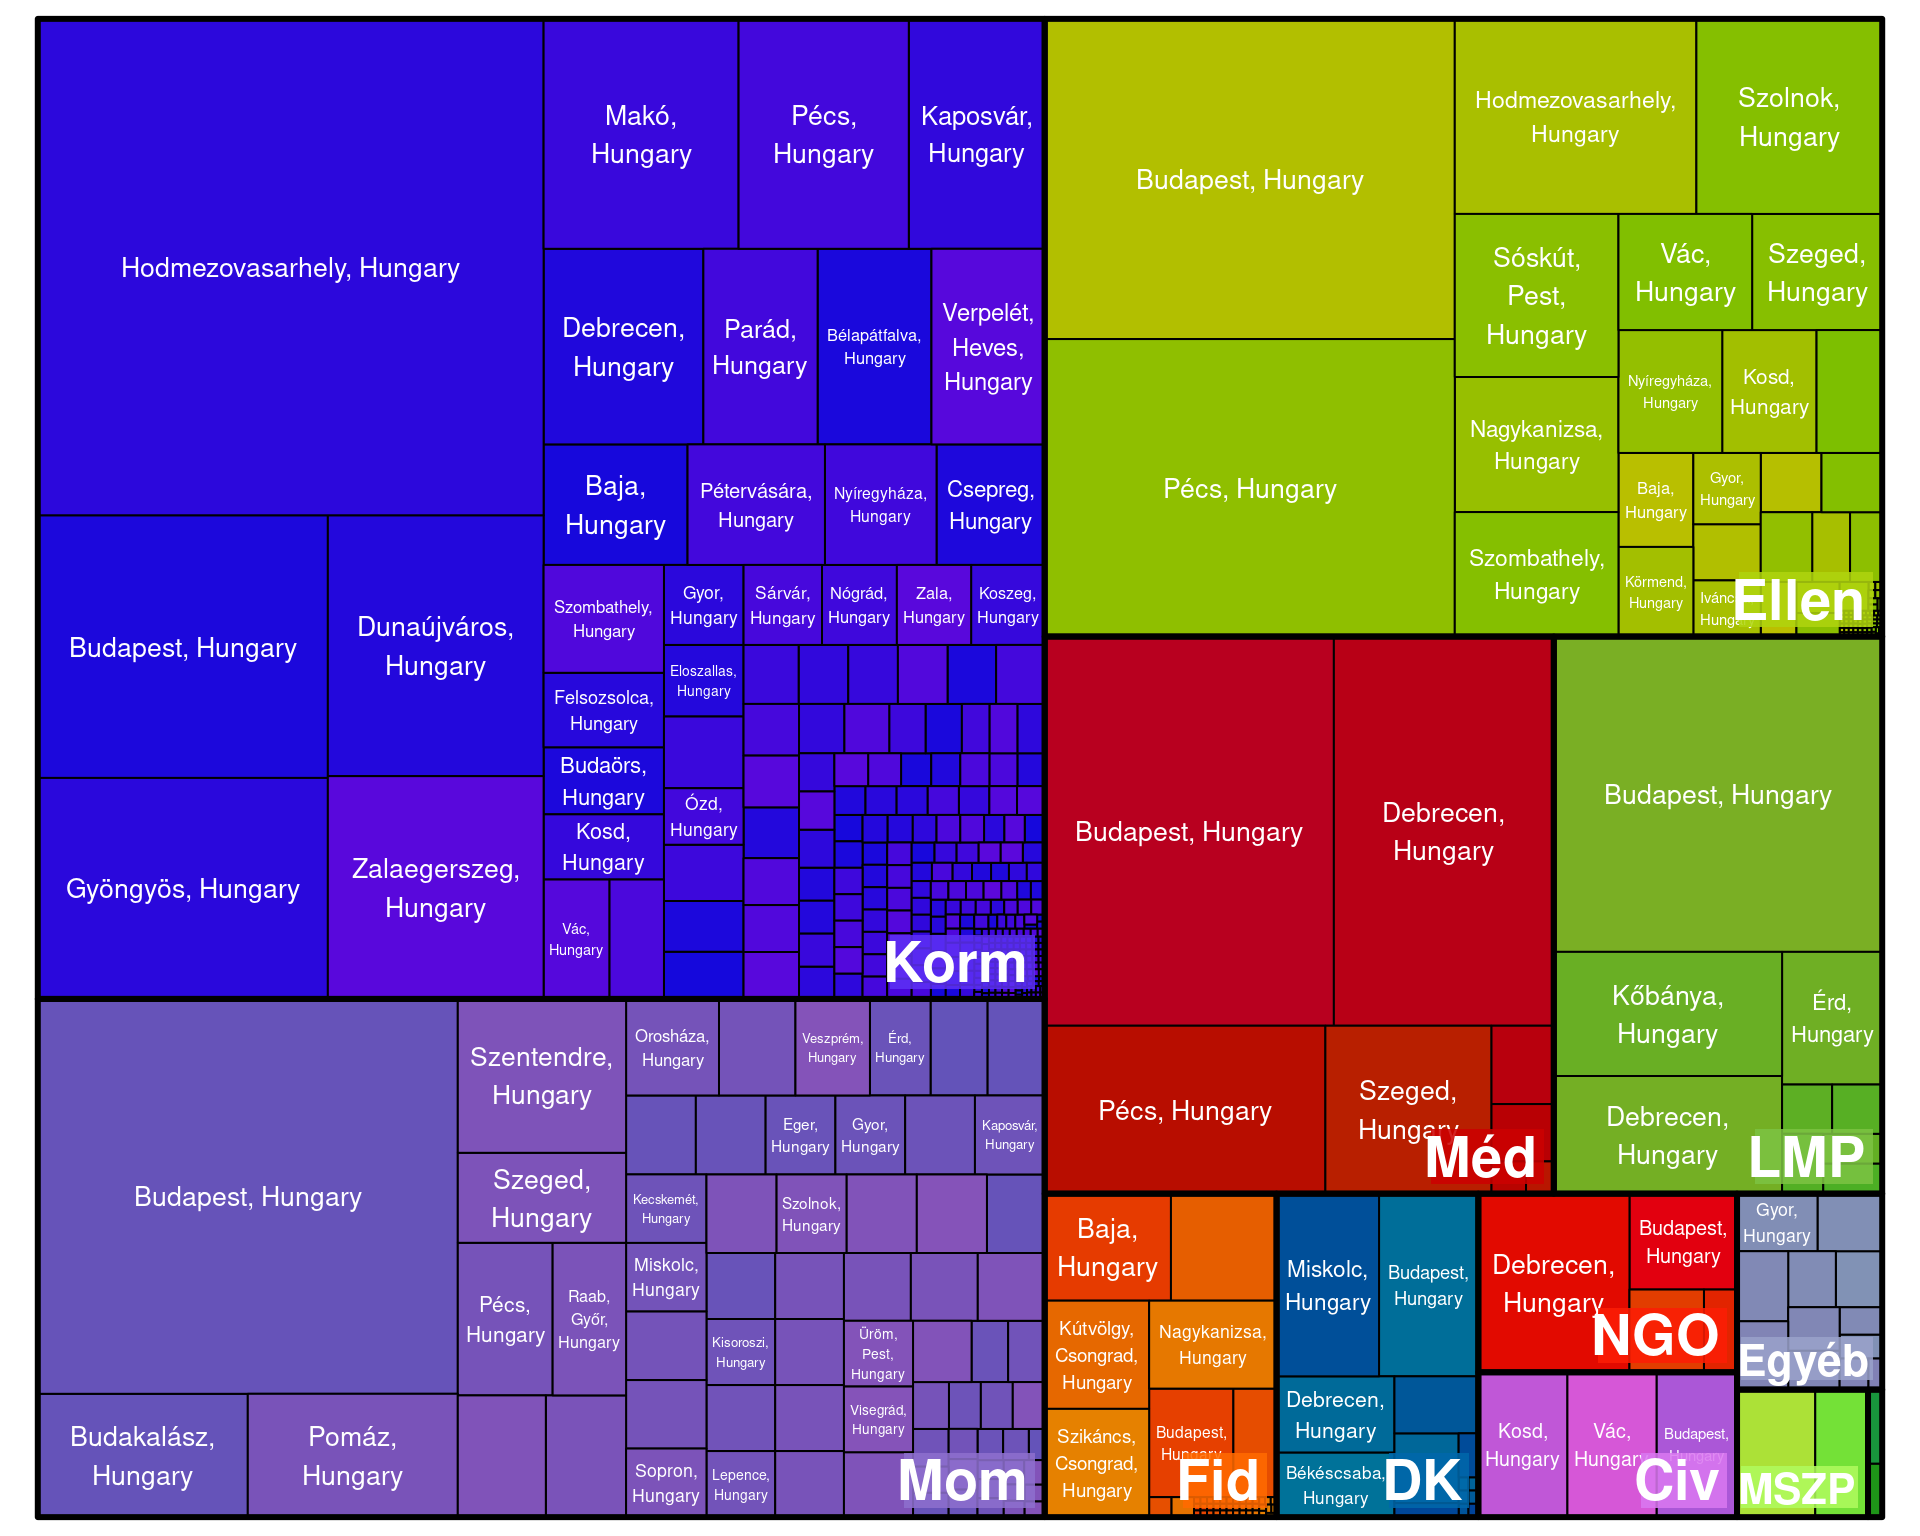 Hodmezovasarhely, Hungary
Makó,
Hungary
Pécs,
Hungary
Kaposvár,
Hungary
Debrecen,
Hungary
Parád,
Hungary
Bélapátfalva,
Hungary
Verpelét,
Heves,
Hungary
Baja,
Hungary
Pétervására,
Hungary
Nyíregyháza,
Hungary
Csepreg,
Hungary
Budapest, Hungary
Dunaújváros,
Hungary
Gyöngyös, Hungary
Zalaegerszeg,
Hungary
Szombathely,
Hungary
Gyor,
Hungary
Sárvár,
Hungary
Nógrád,
Hungary
Zala,
Hungary
Koszeg,
Hungary
Felsozsolca,
Hungary
Eloszallas,
Hungary
Budaörs,
Hungary
Kosd,
Hungary
Ózd,
Hungary
Vác,
Hungary
Korm
Budapest, Hungary
Hodmezovasarhely,
Hungary
Szolnok,
Hungary
Pécs, Hungary
Sóskút,
Pest,
Hungary
Vác,
Hungary
Szeged,
Hungary
Nagykanizsa,
Hungary
Nyíregyháza,
Hungary
Kosd,
Hungary
Szombathely,
Hungary
Baja,
Hungary
Gyor,
Hungary
Körmend,
Hungary
Ellen
Budapest, Hungary
Debrecen,
Hungary
Pécs, Hungary
Szeged,
Hungary
Méd
Budapest, Hungary
Kőbánya,
Hungary
Érd,
Hungary
Debrecen,
Hungary
LMP
Budapest, Hungary
Szentendre,
Hungary
Szeged,
Hungary
Pécs,
Hungary
Raab,
Győr,
Hungary
Budakalász,
Hungary
Pomáz,
Hungary
Orosháza,
Hungary
Veszprém,
Hungary
Érd,
Hungary
Eger,
Hungary
Gyor,
Hungary
Kaposvár,
Hungary
Kecskemét,
Hungary
Szolnok,
Hungary
Miskolc,
Hungary
Kisoroszi,
Hungary
Üröm,
Pest,
Hungary
Visegrád,
Hungary
Sopron,
Hungary
Lepence,
Hungary
Mom
Baja,
Hungary
Kútvölgy,
Csongrad,
Hungary
Nagykanizsa,
Hungary
Szikáncs,
Csongrad,
Hungary
Budapest,
Hungary
Fid
Miskolc,
Hungary
Budapest,
Hungary
Debrecen,
Hungary
Békéscsaba,
Hungary
DK
Debrecen,
Hungary
Budapest,
Hungary
NGO
Kosd,
Hungary
Vác,
Hungary
Budapest,
Hungary
Civ
Gyor,
Hungary
Egyéb
MSZP